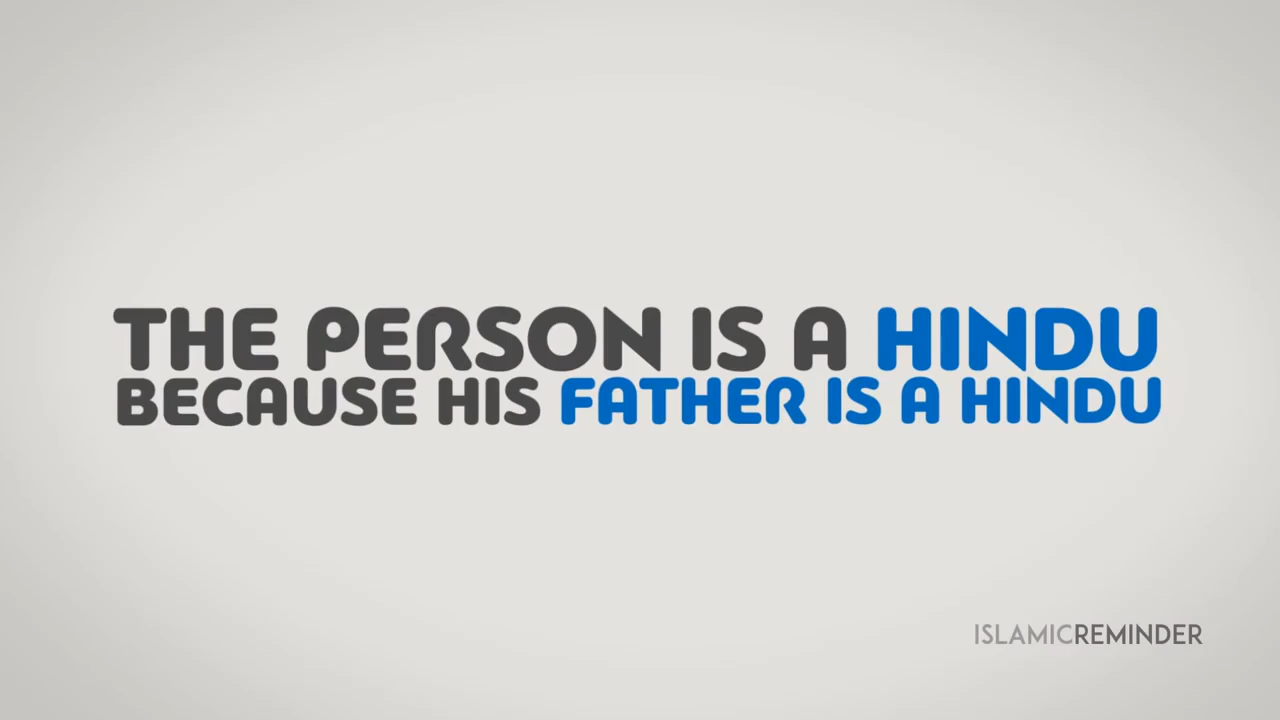 THE PERSON IS A HINDU
BECAUSE HIS FATHER IS A HINDU
ISLAMICREMINDER